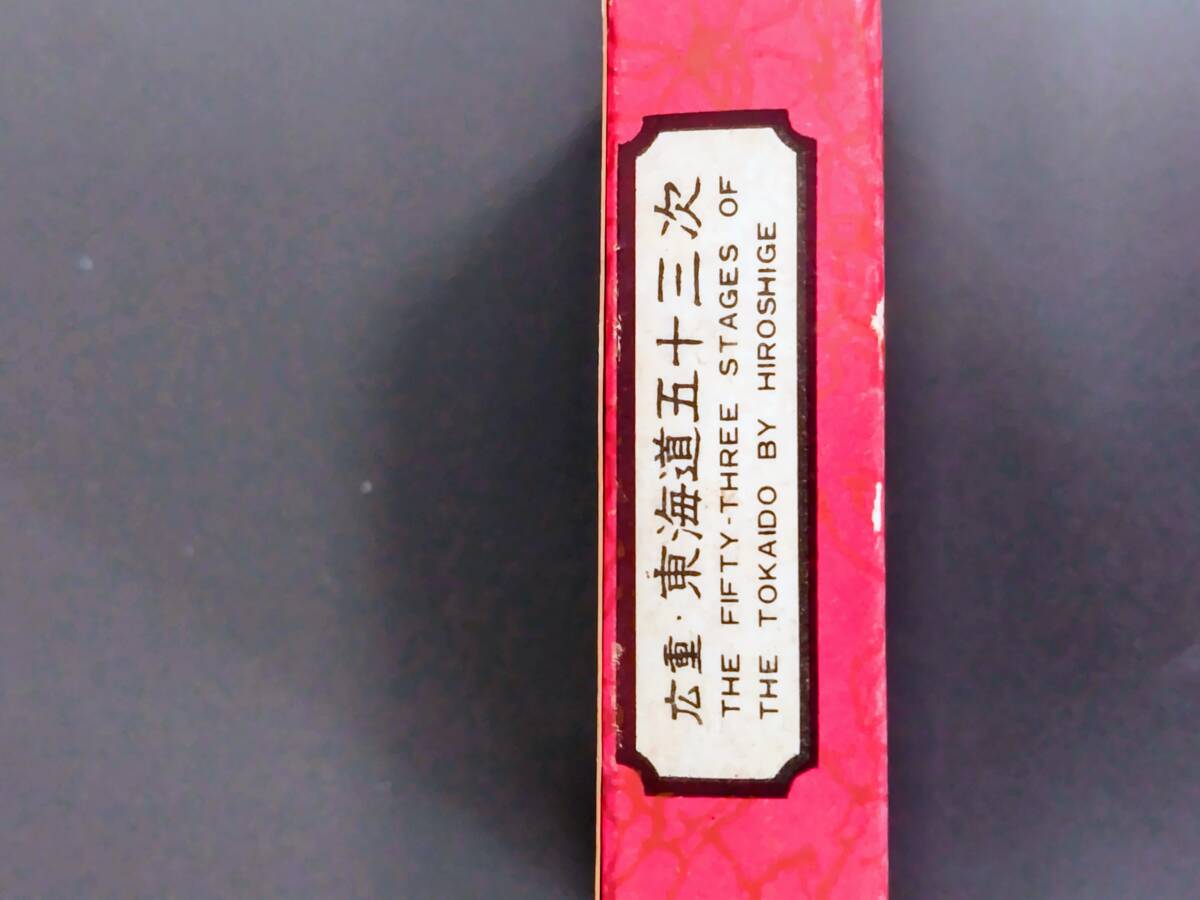 広重・東海道五十三次
THE FIFTY-THREE STAGES OF
THE TOKAIDO BY HIROSHIGE